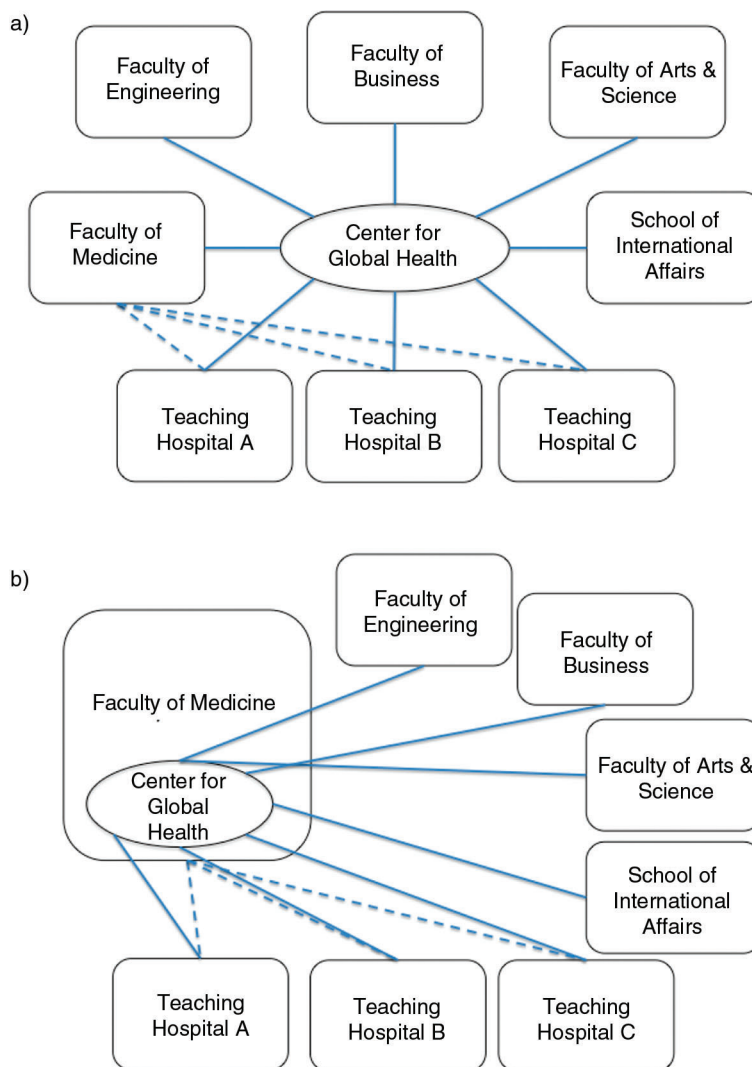 a)
Faculty of
Engineering
Faculty of
Business
Faculty of Arts &
Science
Faculty of
Medicine
Center for
Global Health
School of
International
Affairs
Teaching
Hospital A
Teaching
Hospital B
Teaching
Hospital C
b)
Faculty of
Engineering
Faculty of
Business
Faculty of Medicine
Faculty of Arts &
Science
Center for
Global
Health
School of
International
Affairs
Teaching
Hospital A
Teaching
Hospital B
Teaching
Hospital C